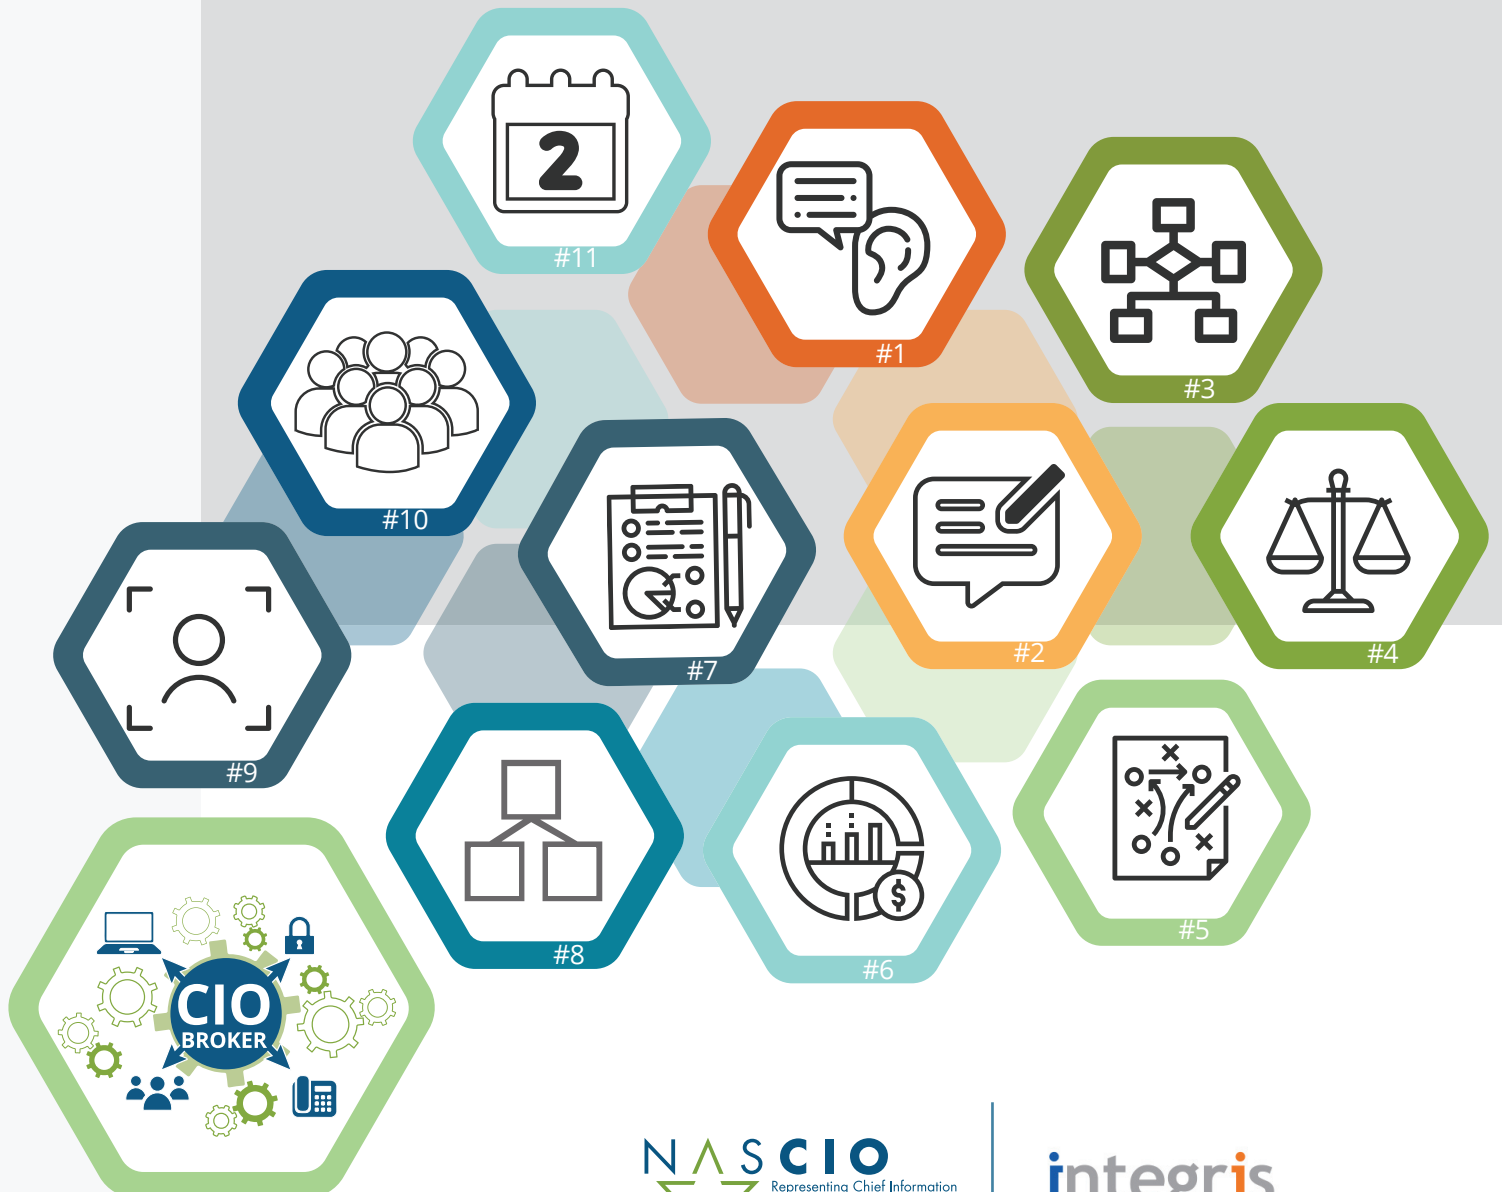 2
#11
#1
#3
#10
#7
#2
#4
#9
#8
#6
#5
$
CIO
BROKER
NASCIO
Representing Chief Information
integris